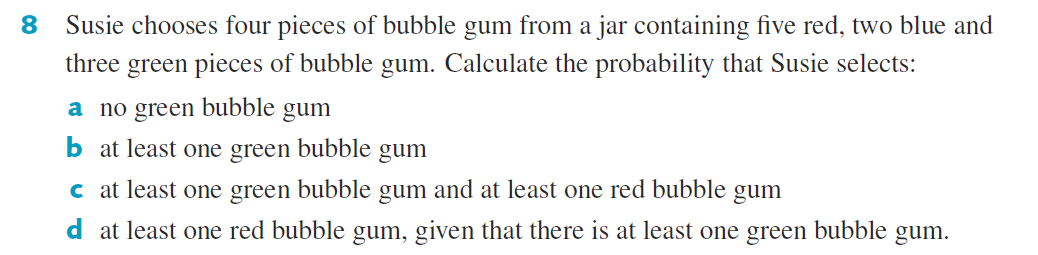 8 Susie chooses four pieces of bubble gum from a jar containing five red, two blue and
three green pieces of bubble gum. Calculate the probability that Susie selects:
a no green bubble gum
b at least one green bubble gum
c at least one green bubble gum and at least one red bubble gum
d at least one red bubble gum, given that there is at least one green bubble gum.